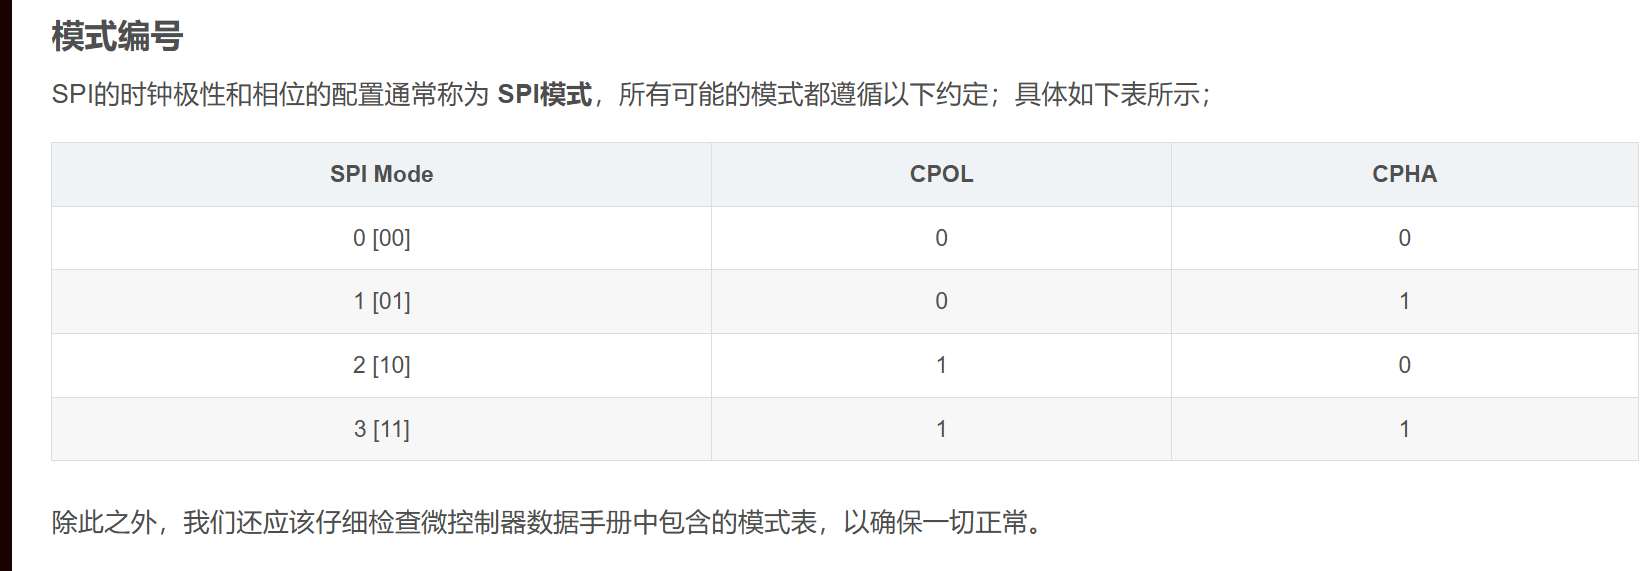 模式编号
SPI的时钟极性和相位的配置通常称为 SPI模式，所有可能的模式都遵循以下约定；具体如下表所示；
SPI Mode CPOL CPHA
0 [00] 0 0
1 [01] 0 1
2 [10] 1 0
3 [11] 1 1
除此之外，我们还应该仔细检查微控制器数据手册中包含的模式表，以确保一切正常。